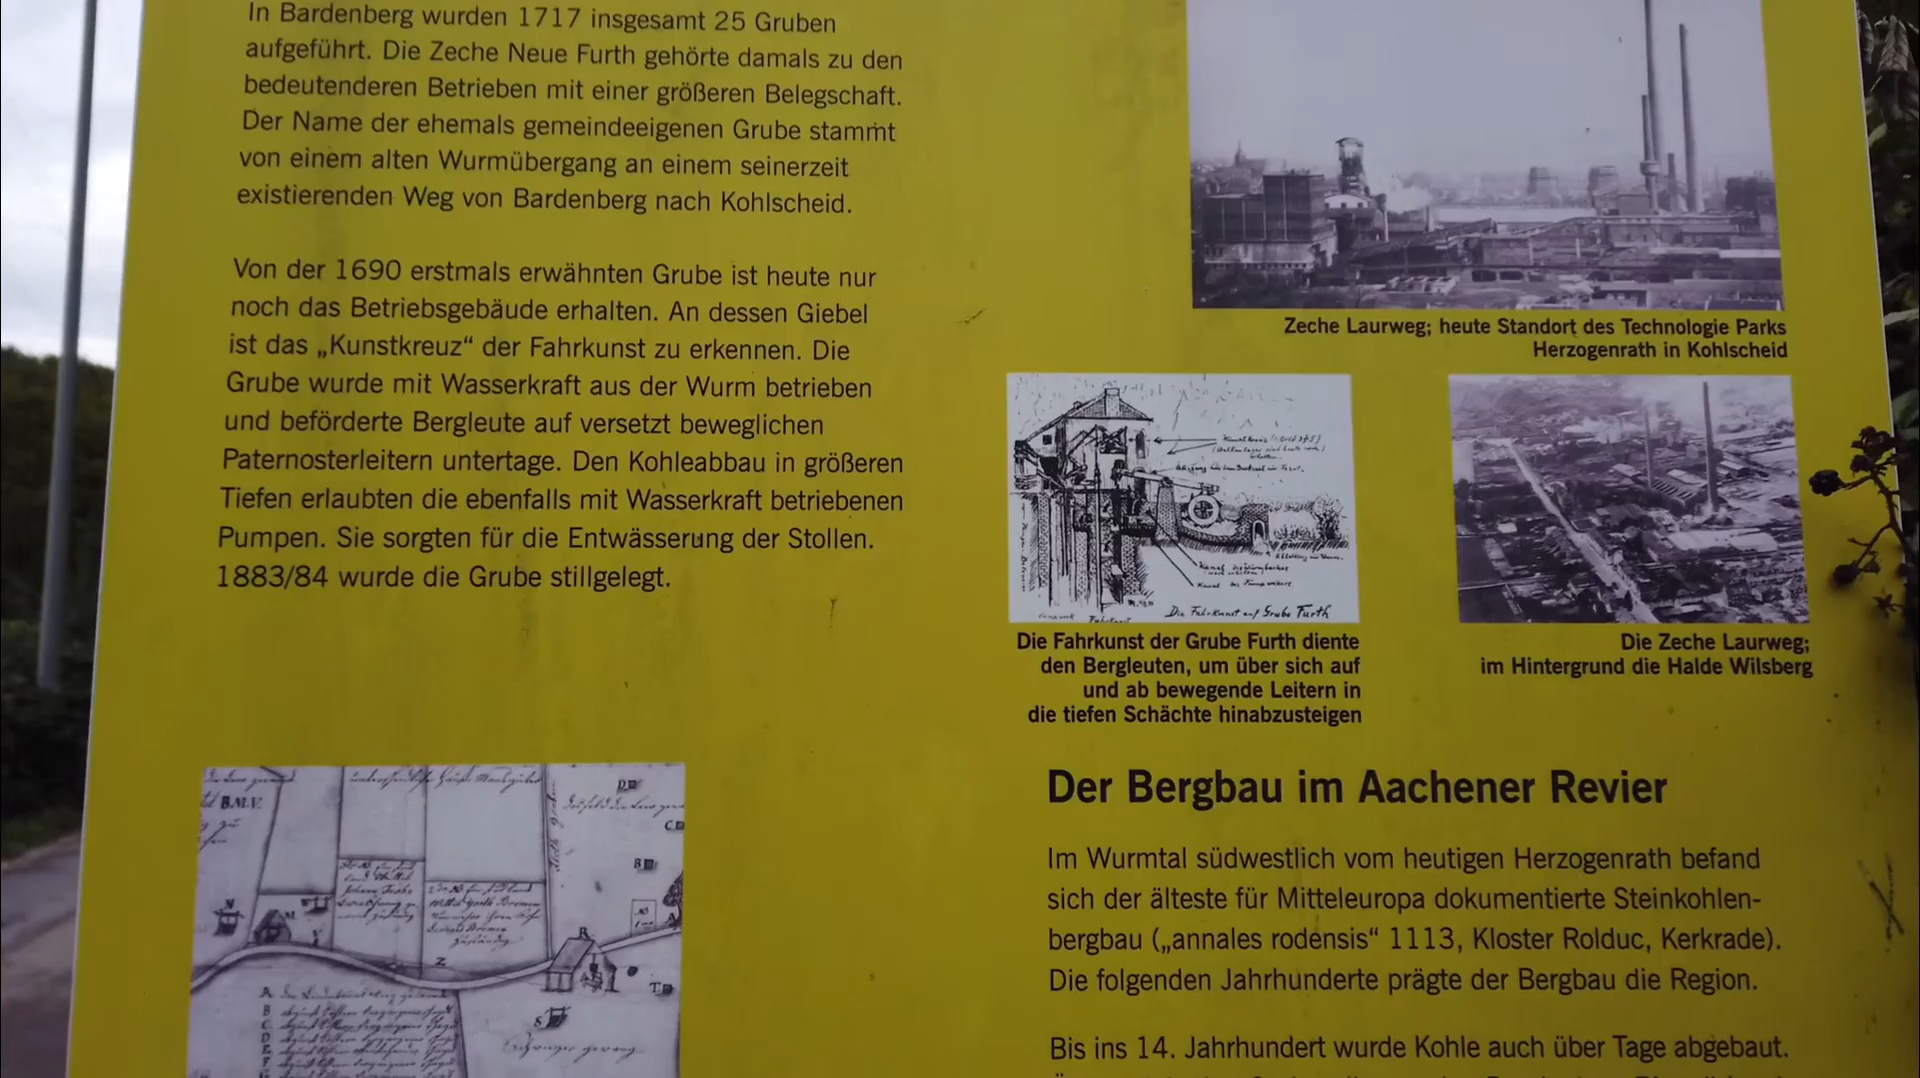 In Bardenberg wurden 1717 insgesamt 25 Gruben
aufgeführt. Die Zeche Neue Furth gehörte damals zu den
bedeutenderen Betrieben mit einer größeren Belegschaft.
Der Name der ehemals gemeindeeigenen Grube stammt
von einem alten Wurmübergang an einem seinerzeit
existierenden Weg von Bardenberg nach Kohlscheid.
Von der 1690 erstmals erwähnten Grube ist heute nur
noch das Betriebsgebäude erhalten. An dessen Giebel
ist das „Kunstkreuz“ der Fahrkunst zu erkennen. Die
Grube wurde mit Wasserkraft aus der Wurm betrieben
und beförderte Bergleute auf versetzt beweglichen
Paternosterleitern untertage. Den Kohleabbau in größeren
Tiefen erlaubten die ebenfalls mit Wasserkraft betriebenen
Pumpen. Sie sorgten für die Entwässerung der Stollen.
1883/84 wurde die Grube stillgelegt.
Zeche Laurweg; heute Standort des Technologie Parks
Herzogenrath in Kohlscheid
Die Fahrkunst auf Grube Furth
Die Fahrkunst der Grube Furth diente
den Bergleuten, um über sich auf
und ab bewegende Leitern in
die tiefen Schächte hinabzusteigen
Die Zeche Laurweg;
im Hintergrund die Halde Wilsberg
Der Bergbau im Aachener Revier
Im Wurmtal südwestlich vom heutigen Herzogenrath befand
sich der älteste für Mitteleuropa dokumentierte Steinkohlen-
bergbau („annales rodensis“ 1113, Kloster Rolduc, Kerkrade).
Die folgenden Jahrhunderte prägte der Bergbau die Region.
Bis ins 14. Jahrhundert wurde Kohle auch über Tage abgebaut.